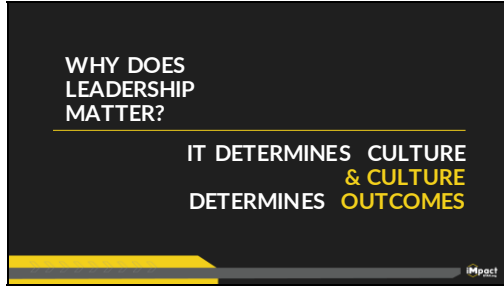 WHY DOES
LEADERSHIP
MATTER?
IT DETERMINES CULTURE
& CULTURE
DETERMINES OUTCOMES
iMpact